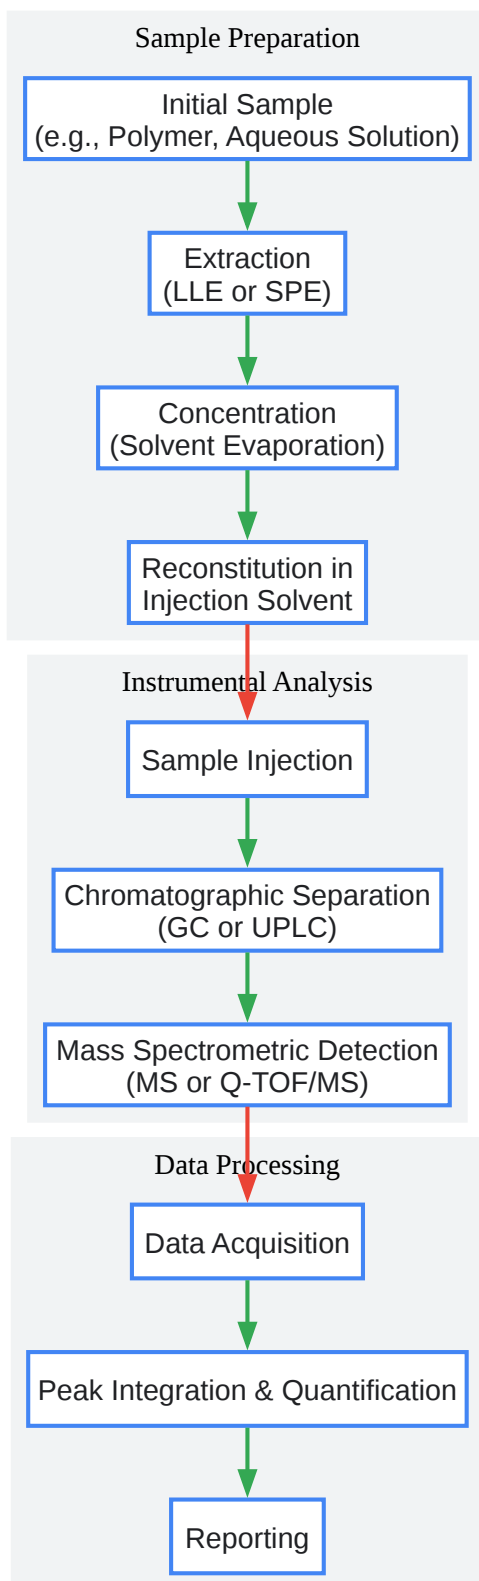 Sample Preparation
Initial Sample
(e.g., Polymer, Aqueous Solution)
Extraction
(LLE or SPE)
Concentration
(Solvent Evaporation)
Reconstitution in
Injection Solvent
Instrumental Analysis
Sample Injection
Chromatographic Separation
(GC or UPLC)
Mass Spectrometric Detection
(MS or Q-TOF/MS)
Data Processing
Data Acquisition
Peak Integration & Quantification
Reporting